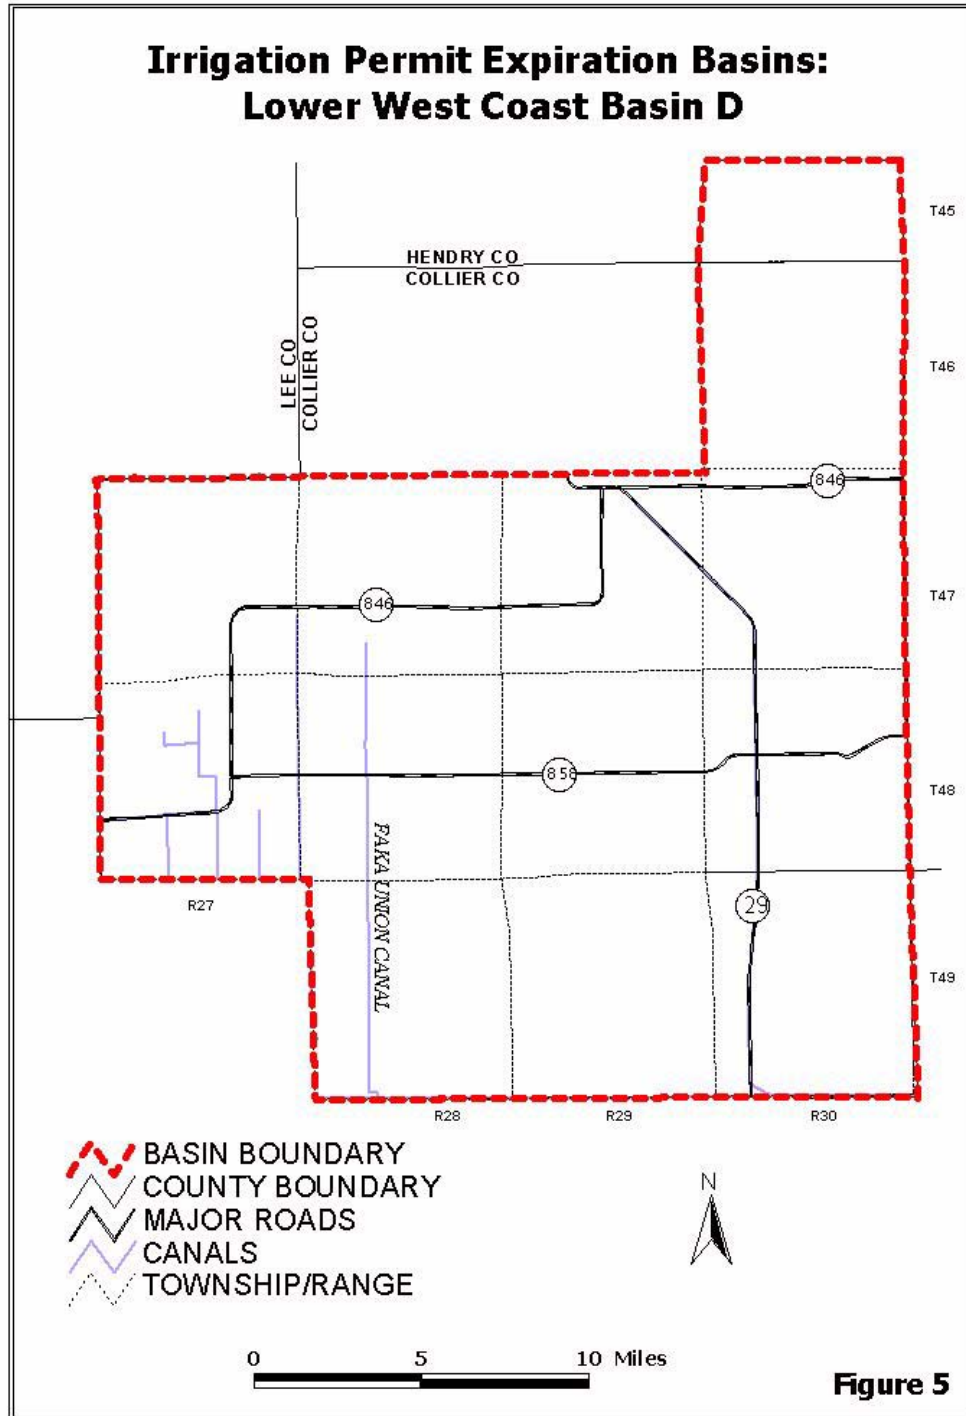 Irrigation Permit Expiration Basins:
Lower West Coast Basin D
T45
HENDRY CO
COLLIER CO
LEE CO
COLLIER CO
T46
846
846
T47
858
T48
FAKA UNION CANAL
R27
29
T49
R28
R29
R30
BASIN BOUNDARY
COUNTY BOUNDARY
MAJOR ROADS
CANALS
TOWNSHIP/RANGE
N
0 5 10 Miles
Figure 5